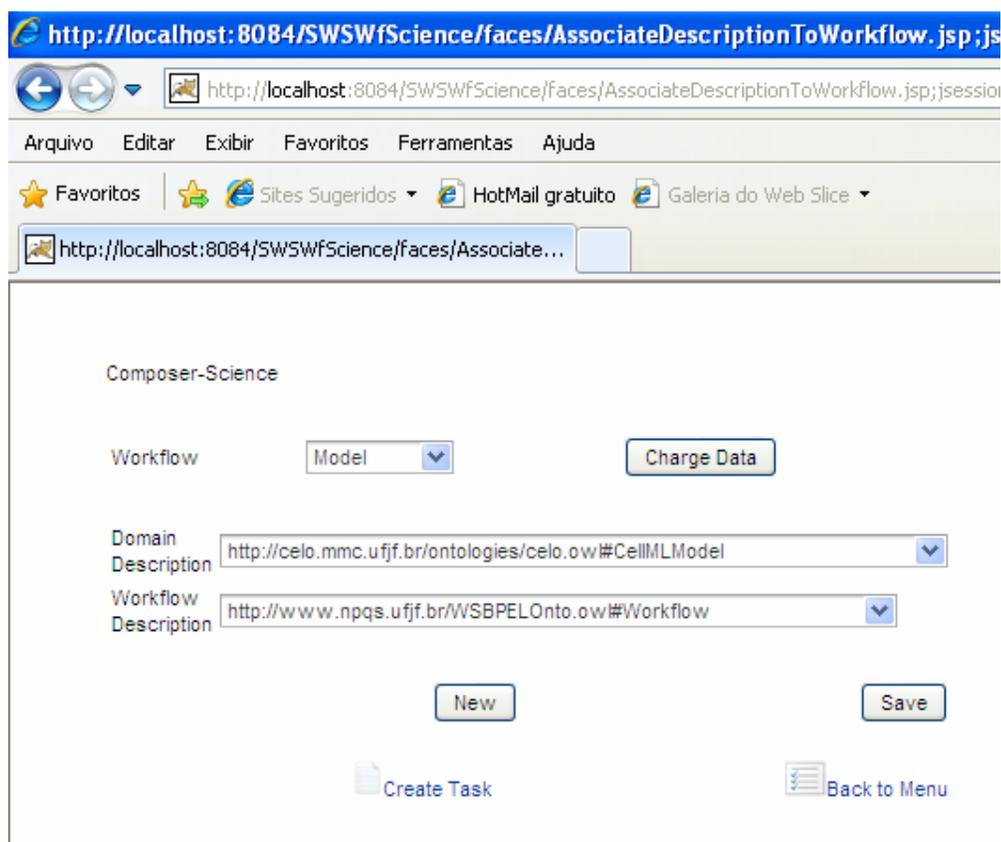 http://localhost:8084/SWSWfScience/faces/AssociateDescriptionToWorkflow.jsp;js
http://localhost:8084/SWSWfScience/faces/AssociateDescriptionToWorkflow.jsp;jsession
Arquivo Editar Exibir Favoritos Ferramentas Ajuda
Favoritos Sites Sugeridos HotMail gratuito Galeria do Web Slice
http://localhost:8084/SWSWfScience/faces/Associate...
Composer-Science
Workflow Model Charge Data
Domain
Description http://celo.mmc.ufjf.br/ontologies/celo.owl#CellMLModel
Workflow
Description http://www.npqs.ufjf.br/WSBPELOnto.owl#Workflow
New Save
Create Task Back to Menu